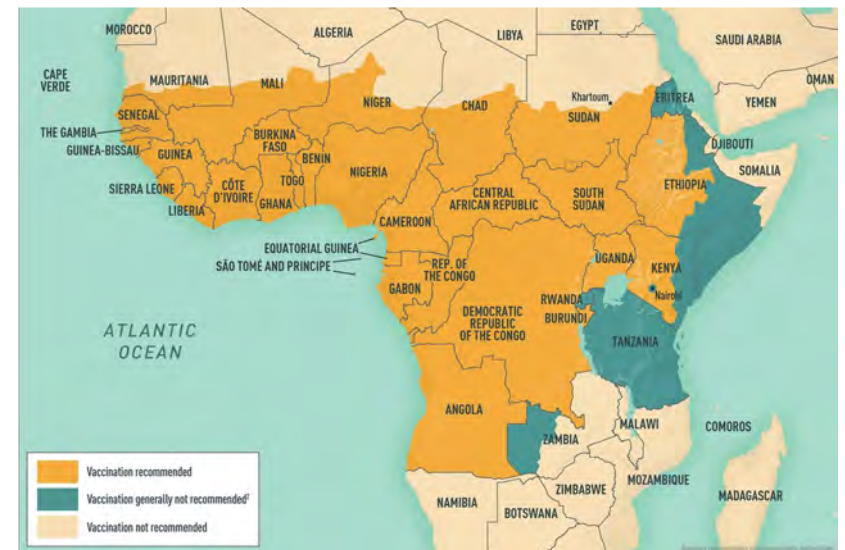 MOROCCO
ALGERIA
LIBYA
EGYPT
SAUDI ARABIA
CAPE
VERDE
MAURITANIA
MALI
NIGER
CHAD
Khartoum
SUDAN
ERITREA
YEMEN
OMAN
SENEGAL
THE GAMBIA
GUINEA-BISSAU
GUINEA
BURKINA
FASO
BENIN
NIGERIA
DJIBOUTI
SOMALIA
SIERRA LEONE
LIBERIA
CÔTE
D'IVOIRE
GHANA
TOGO
CENTRAL
AFRICAN REPUBLIC
SOUTH
SUDAN
ETHIOPIA
CAMEROON
EQUATORIAL GUINEA
SÃO TOMÉ AND PRINCIPE
GABON
REP. OF
THE CONGO
UGANDA
KENYA
Nairobi
RWANDA
BURUNDI
DEMOCRATIC
REPUBLIC
OF THE CONGO
TANZANIA
ATLANTIC
OCEAN
ANGOLA
ZAMBIA
MALAWI
COMOROS
MOZAMBIQUE
ZIMBABWE
MADAGASCAR
NAMIBIA
BOTSWANA
Vaccination recommended
Vaccination generally not recommended
Vaccination not recommended